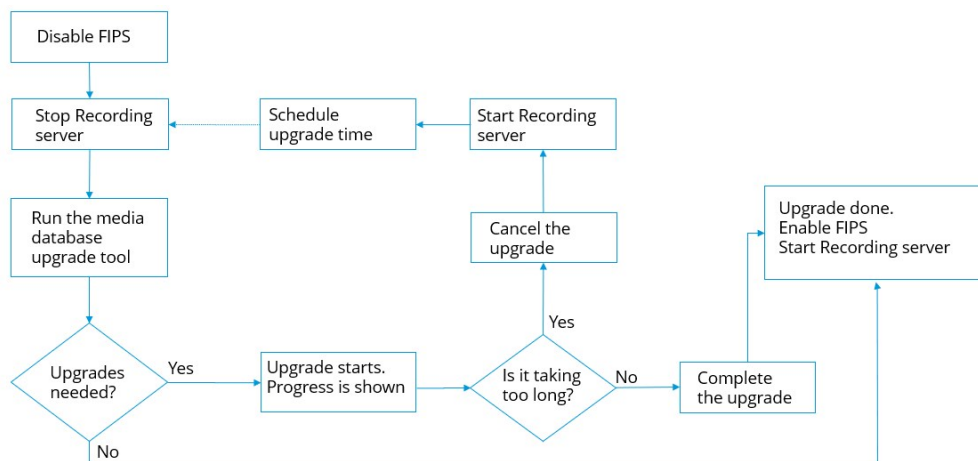 Disable FIPS
Stop Recording
server
Schedule
upgrade time
Start Recording
server
Run the media
database
upgrade tool
Cancel the
upgrade
Upgrade done.
Enable FIPS
Start Recording server
Yes
Upgrades
needed?
Yes
Upgrade starts.
Progress is shown
Is it taking
too long?
No
Complete
the upgrade
No